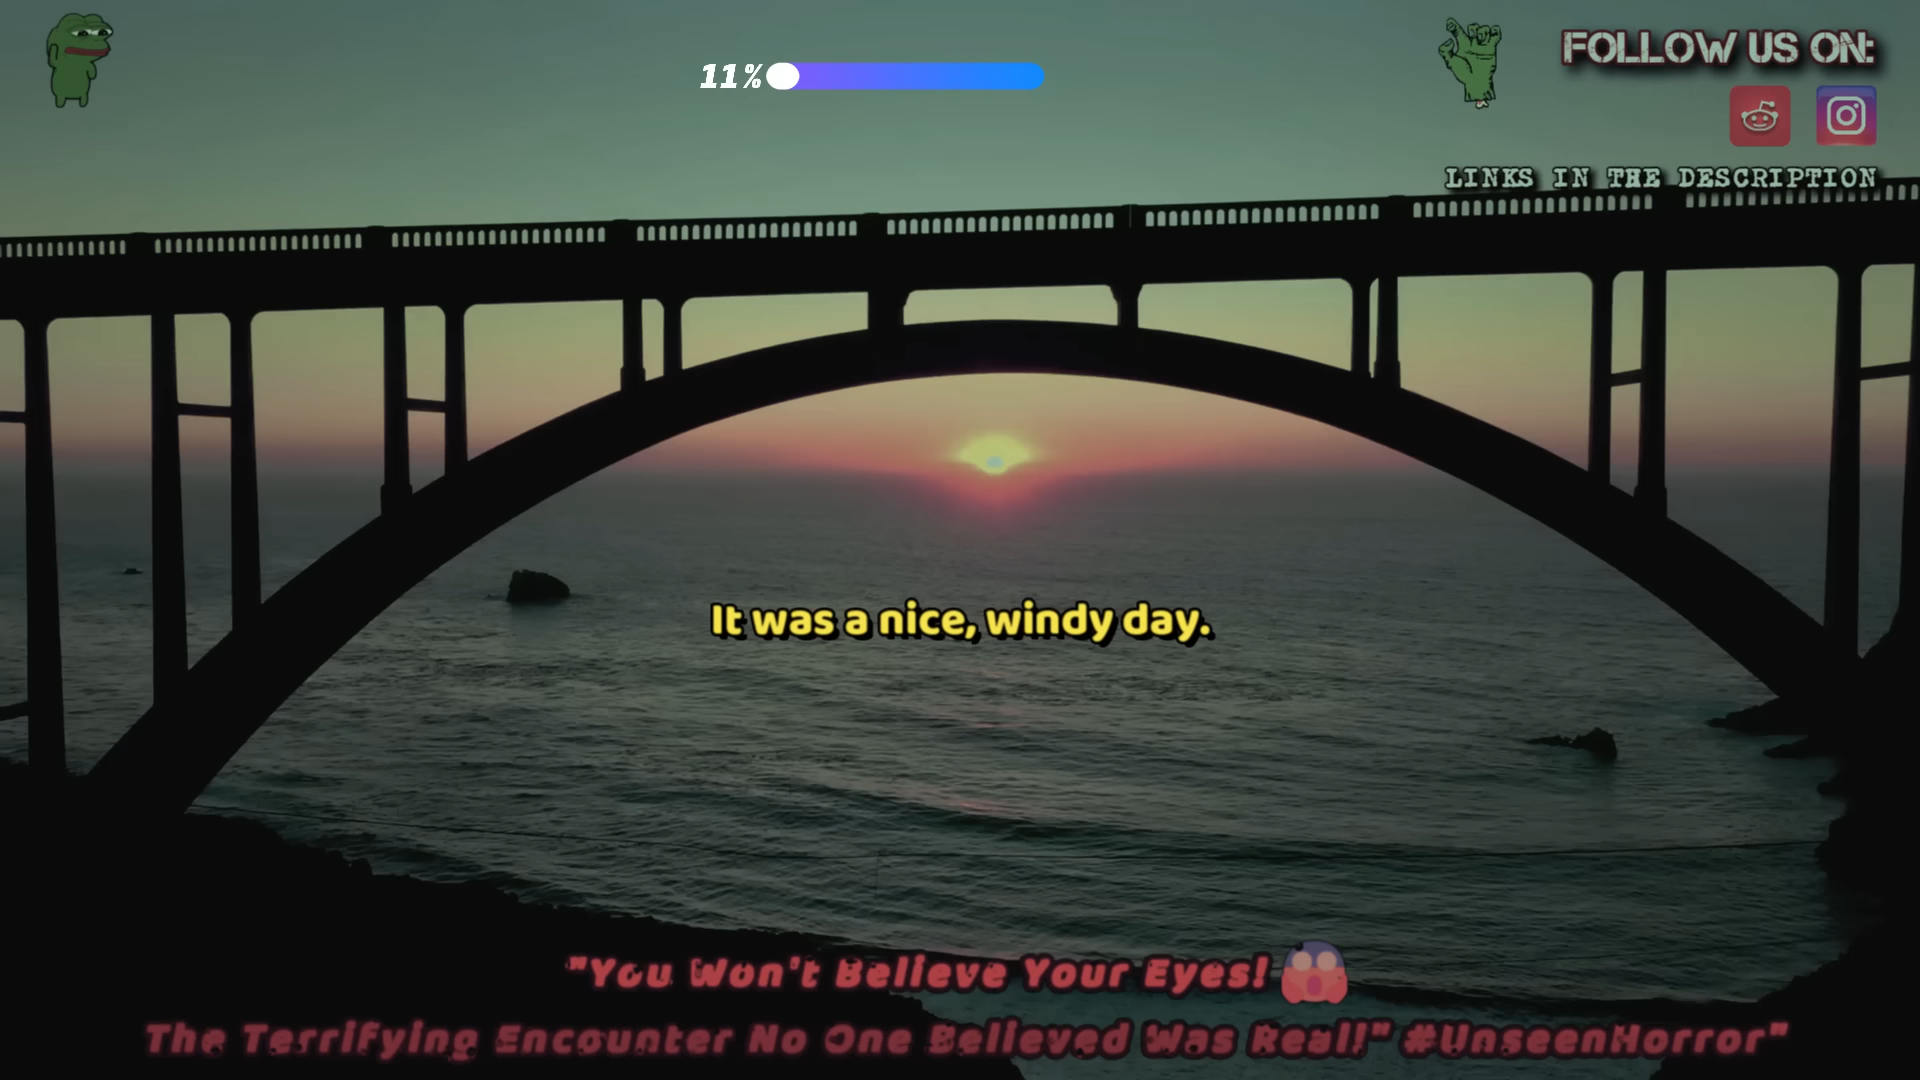 11%
FOLLOW US ON:
LINKS IN THE DESCRIPTION
It was a nice, windy day.
"You Won't Believe Your Eyes!
The Terrifying Encounter No One Believed Was Real!" #UnseenHorror"